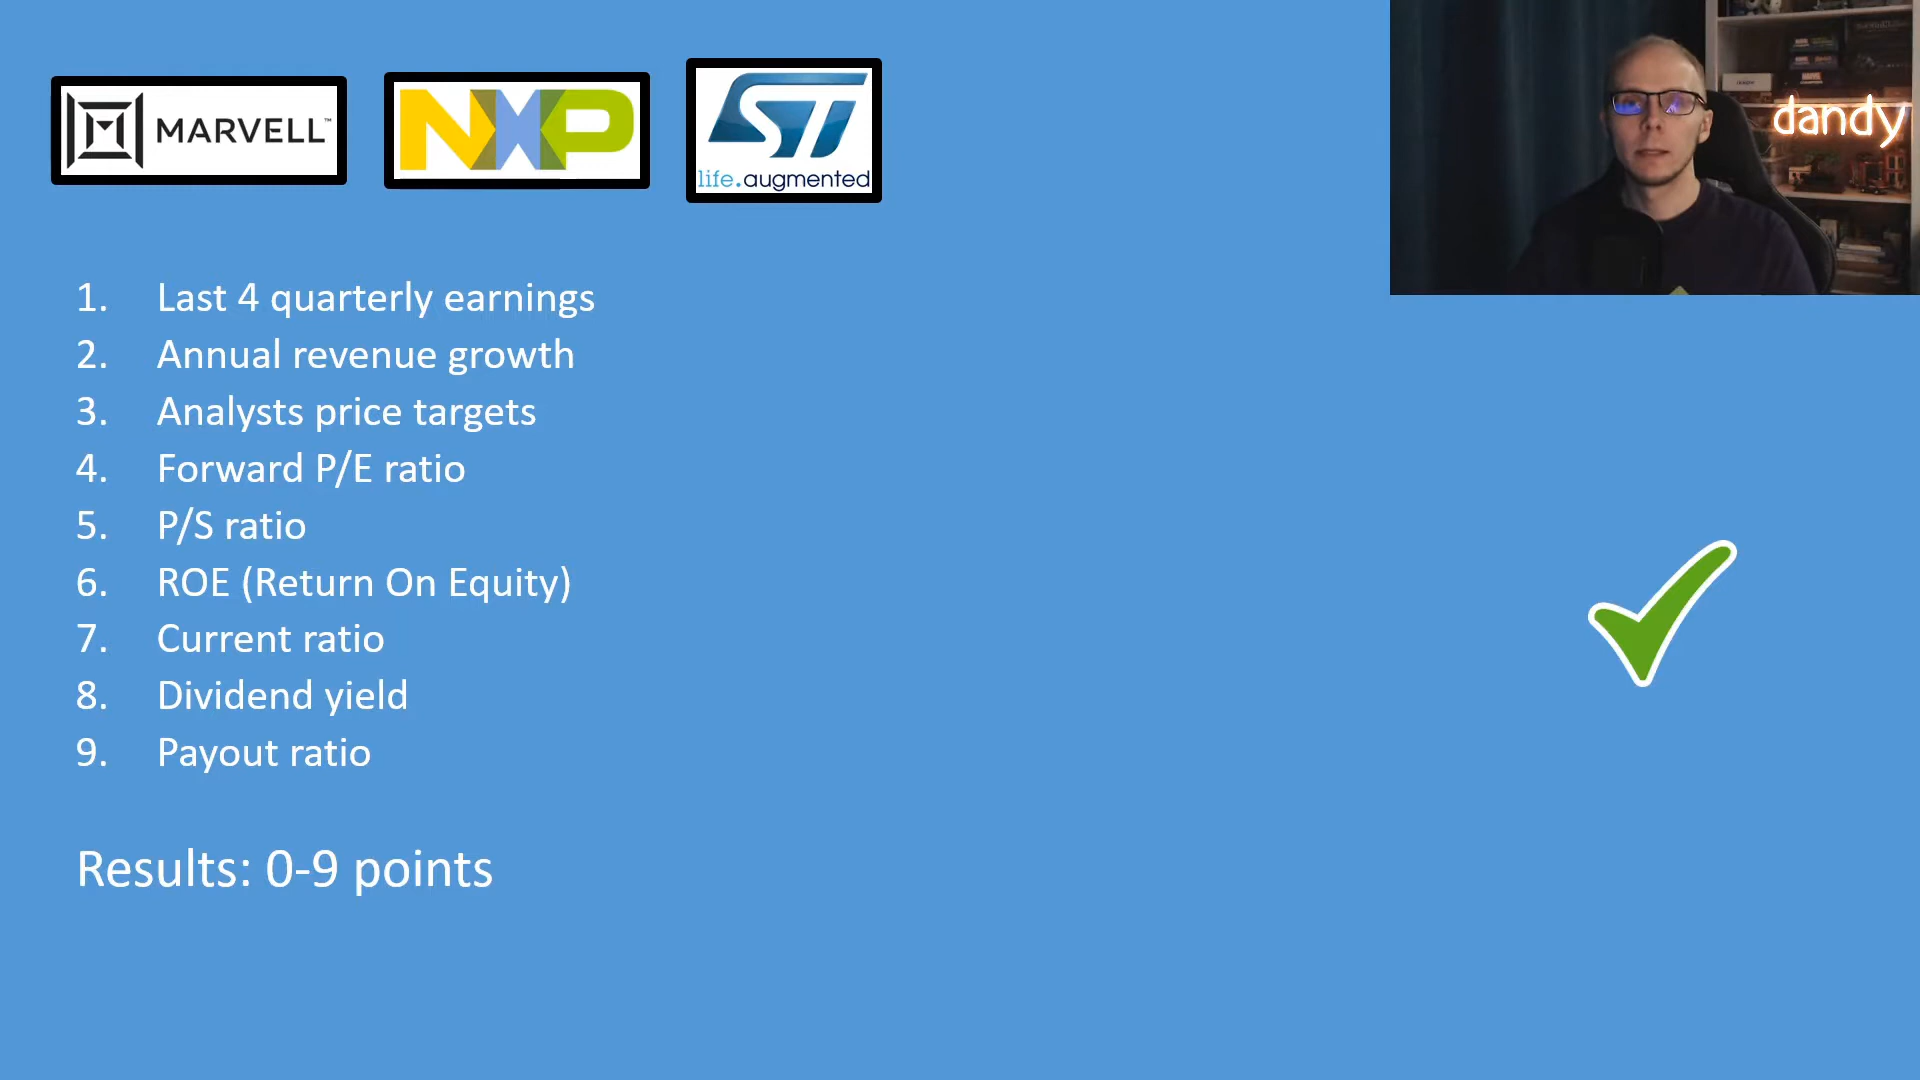 MARVELL™
NXP
ST
life.augmented
dandy
1. Last 4 quarterly earnings
2. Annual revenue growth
3. Analysts price targets
4. Forward P/E ratio
5. P/S ratio
6. ROE (Return On Equity)
7. Current ratio
8. Dividend yield
9. Payout ratio
Results: 0-9 points